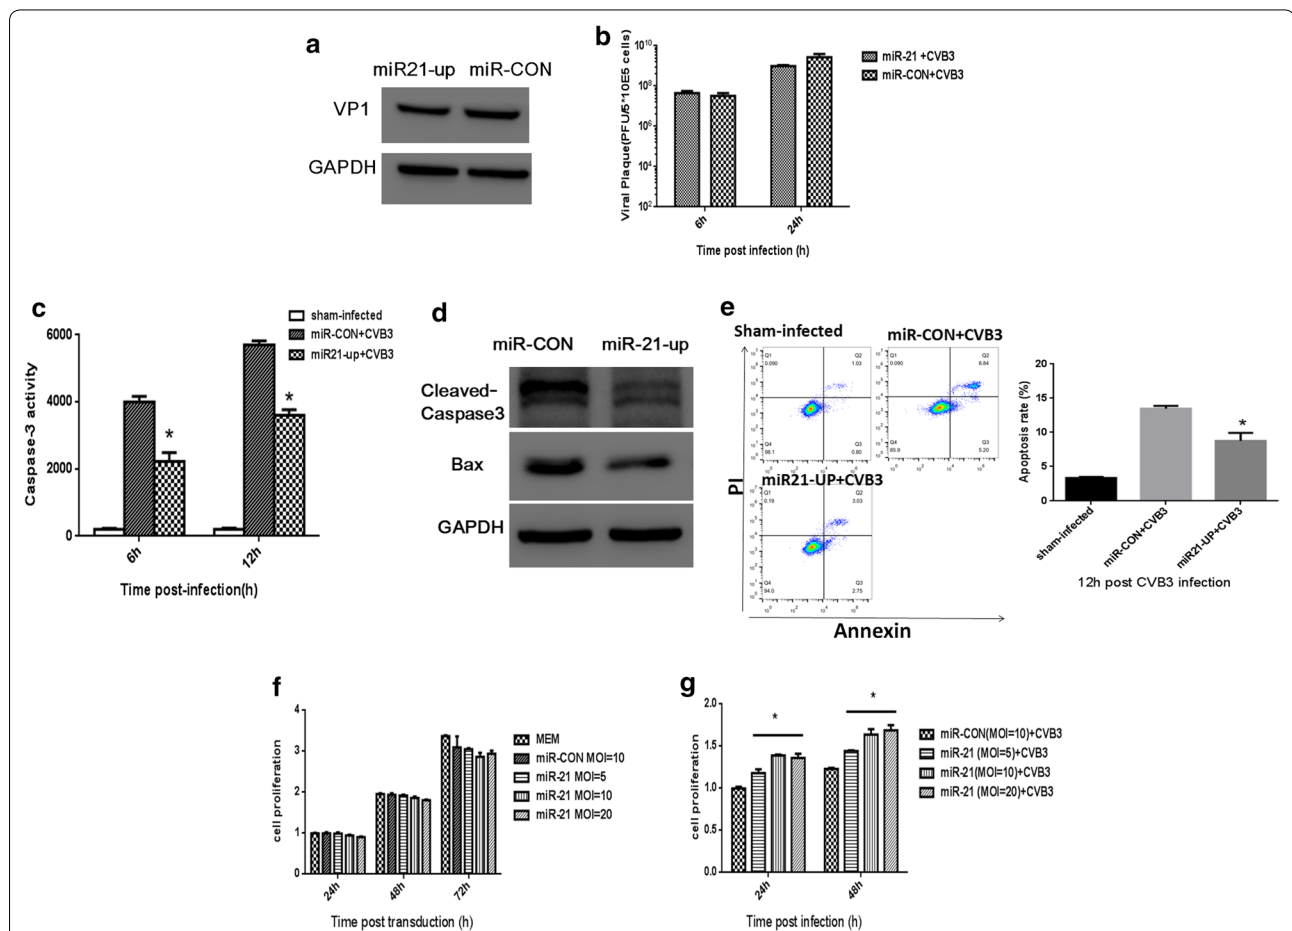 a
miR21-up miR-CON
VP1
GAPDH
b
Viral Plaque(PFU/5*10E5 cells)
10^10
10^8
10^6
10^4
10^2
6h
24h
Time post infection (h)
miR-21 +CVB3
miR-CON+CVB3
c
sham-infected
miR-CON+CVB3
miR21-up+CVB3
Caspase-3 activity
6000
4000
2000
0
*
*
6h
12h
Time post-infection(h)
d
miR-CON miR-21-up
Cleaved-
Caspase3
Bax
GAPDH
e
Sham-infected
Q1
0.090
Q2
1.03
Q4
98.1
Q3
0.80
miR-CON+CVB3
Q1
0.090
Q2
8.84
Q4
85.9
Q3
5.20
miR21-UP+CVB3
Q1
0.19
Q2
3.03
Q4
94.0
Q3
2.75
PI
Annexin
Apoptosis rate (%)
20
15
10
5
0
*
sham-infected
miR-CON+CVB3
miR21-UP+CVB3
12h post CVB3 infection
f
cell proliferation
4
3
2
1
0
24h
48h
72h
Time post transduction (h)
MEM
miR-CON MOI=10
miR-21 MOI=5
miR-21 MOI=10
miR-21 MOI=20
g
cell proliferation
2.0
1.5
1.0
0.5
0.0
*
*
24h
48h
Time post infection (h)
miR-CON(MOI=10)+CVB3
miR-21 (MOI=5)+CVB3
miR-21(MOI=10)+CVB3
miR-21 (MOI=20)+CVB3